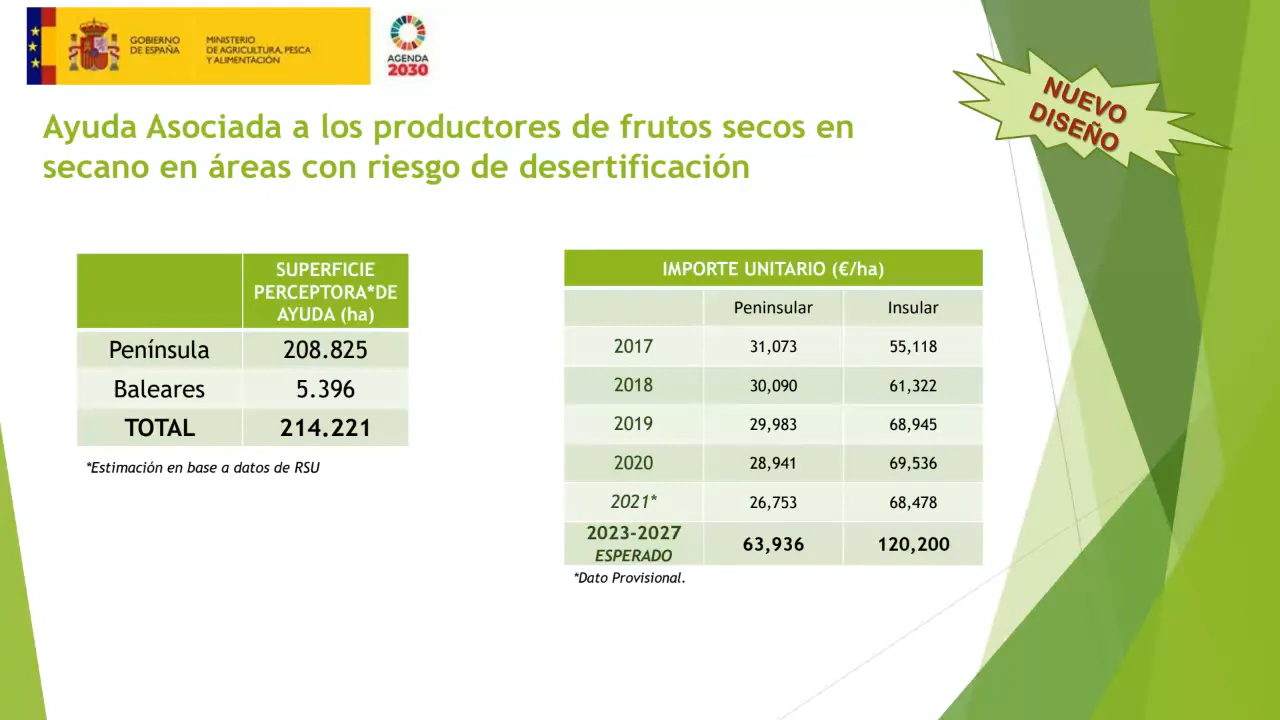 GOBIERNO
DE ESPAÑA
MINISTERIO
DE AGRICULTURA, PESCA
Y ALIMENTACIÓN
AGENDA
2030
NUEVO
DISEÑO
Ayuda Asociada a los productores de frutos secos en
secano en áreas con riesgo de desertificación
SUPERFICIE
PERCEPTORA*DE
AYUDA (ha)
Península 208.825
Baleares 5.396
TOTAL 214.221
*Estimación en base a datos de RSU
IMPORTE UNITARIO (€/ha)
Peninsular Insular
2017 31,073 55,118
2018 30,090 61,322
2019 29,983 68,945
2020 28,941 69,536
2021* 26,753 68,478
2023-2027
ESPERADO 63,936 120,200
*Dato Provisional.